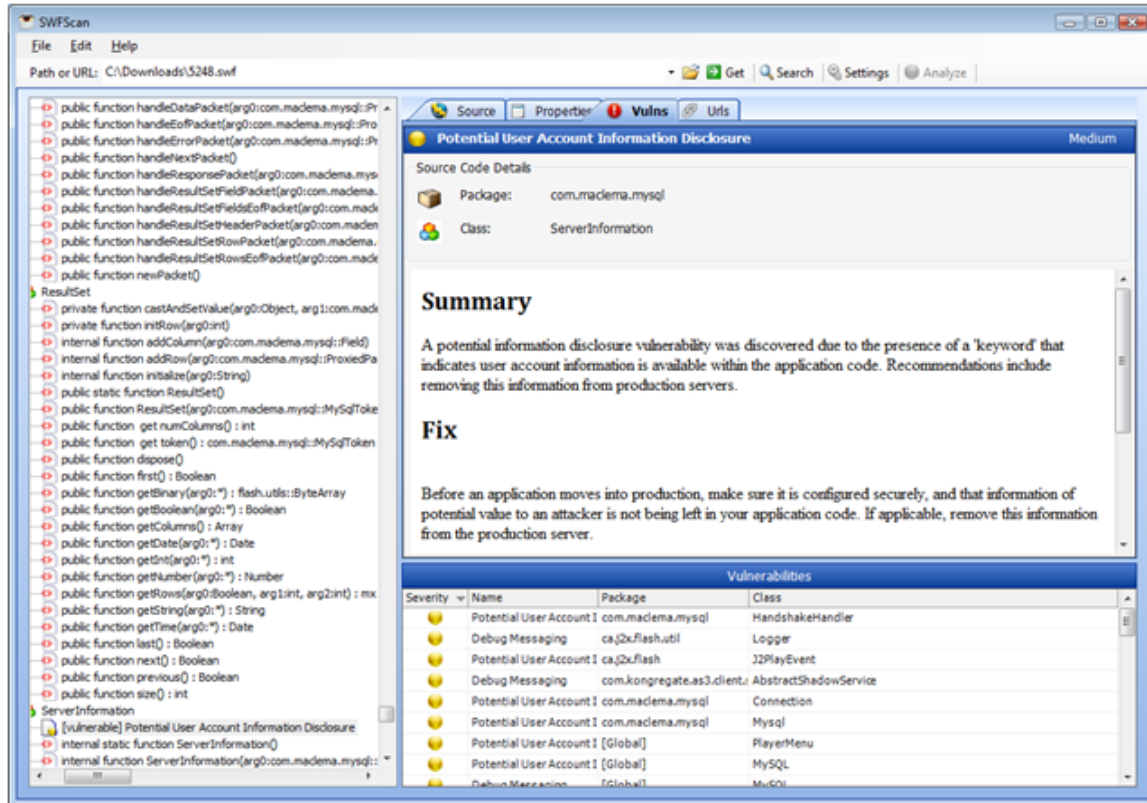 SWFScan
File Edit Help
Path or URL: C:\Downloads\5248.swf
Get Search Settings Analyze
public function handleDataPacket(arg0:com.maclema.mysql::Pr
public function handleEofPacket(arg0:com.maclema.mysql::Pro
public function handleErrorPacket(arg0:com.maclema.mysql::Pr
public function handleNextPacket()
public function handleResponsePacket(arg0:com.maclema.mys
public function handleResultSetFieldPacket(arg0:com.maclema.
public function handleResultSetFieldsEofPacket(arg0:com.macle
public function handleResultSetHeaderPacket(arg0:com.maclem
public function handleResultSetRowPacket(arg0:com.maclema.
public function handleResultSetRowsEofPacket(arg0:com.macle
public function newPacket()
ResultSet
private function castAndSetValue(arg0:Object, arg1:com.macle
private function initRow(arg0:int)
internal function addColumn(arg0:com.maclema.mysql::Field)
internal function addRow(arg0:com.maclema.mysql::ProxiedPa
internal function initialize(arg0:String)
public static function ResultSet()
public function ResultSet(arg0:com.maclema.mysql::MySqlToke
public function get numColumns() : int
public function get token() : com.maclema.mysql::MySqlToken
public function dispose()
public function first() : Boolean
public function getBinary(arg0:*) : flash.utils::ByteArray
public function getBoolean(arg0:*) : Boolean
public function getColumns() : Array
public function getDate(arg0:*) : Date
public function getInt(arg0:*) : int
public function getNumber(arg0:*) : Number
public function getRows(arg0:Boolean, arg1:int, arg2:int) : mx
public function getString(arg0:*) : String
public function getTime(arg0:*) : Date
public function last() : Boolean
public function next() : Boolean
public function previous() : Boolean
public function size() : int
ServerInformation
[vulnerable] Potential User Account Information Disclosure
internal static function ServerInformation()
internal function ServerInformation(arg0:com.maclema.mysql::
Source Properties Vulns Urls
Potential User Account Information Disclosure Medium
Source Code Details
Package: com.maclema.mysql
Class: ServerInformation
Summary
A potential information disclosure vulnerability was discovered due to the presence of a 'keyword' that
indicates user account information is available within the application code. Recommendations include
removing this information from production servers.
Fix
Before an application moves into production, make sure it is configured securely, and that information of
potential value to an attacker is not being left in your application code. If applicable, remove this information
from the production server.
Vulnerabilities
Severity Name Package Class
Potential User Account I com.maclema.mysql HandshakeHandler
Debug Messaging ca.j2x.flash.util Logger
Potential User Account I ca.j2x.flash J2PlayEvent
Debug Messaging com.kongregate.as3.client.s AbstractShadowService
Potential User Account I com.maclema.mysql Connection
Potential User Account I com.maclema.mysql Mysql
Potential User Account I [Global] PlayerMenu
Potential User Account I [Global] MySQL
Debug Messaging [Global] MySQL